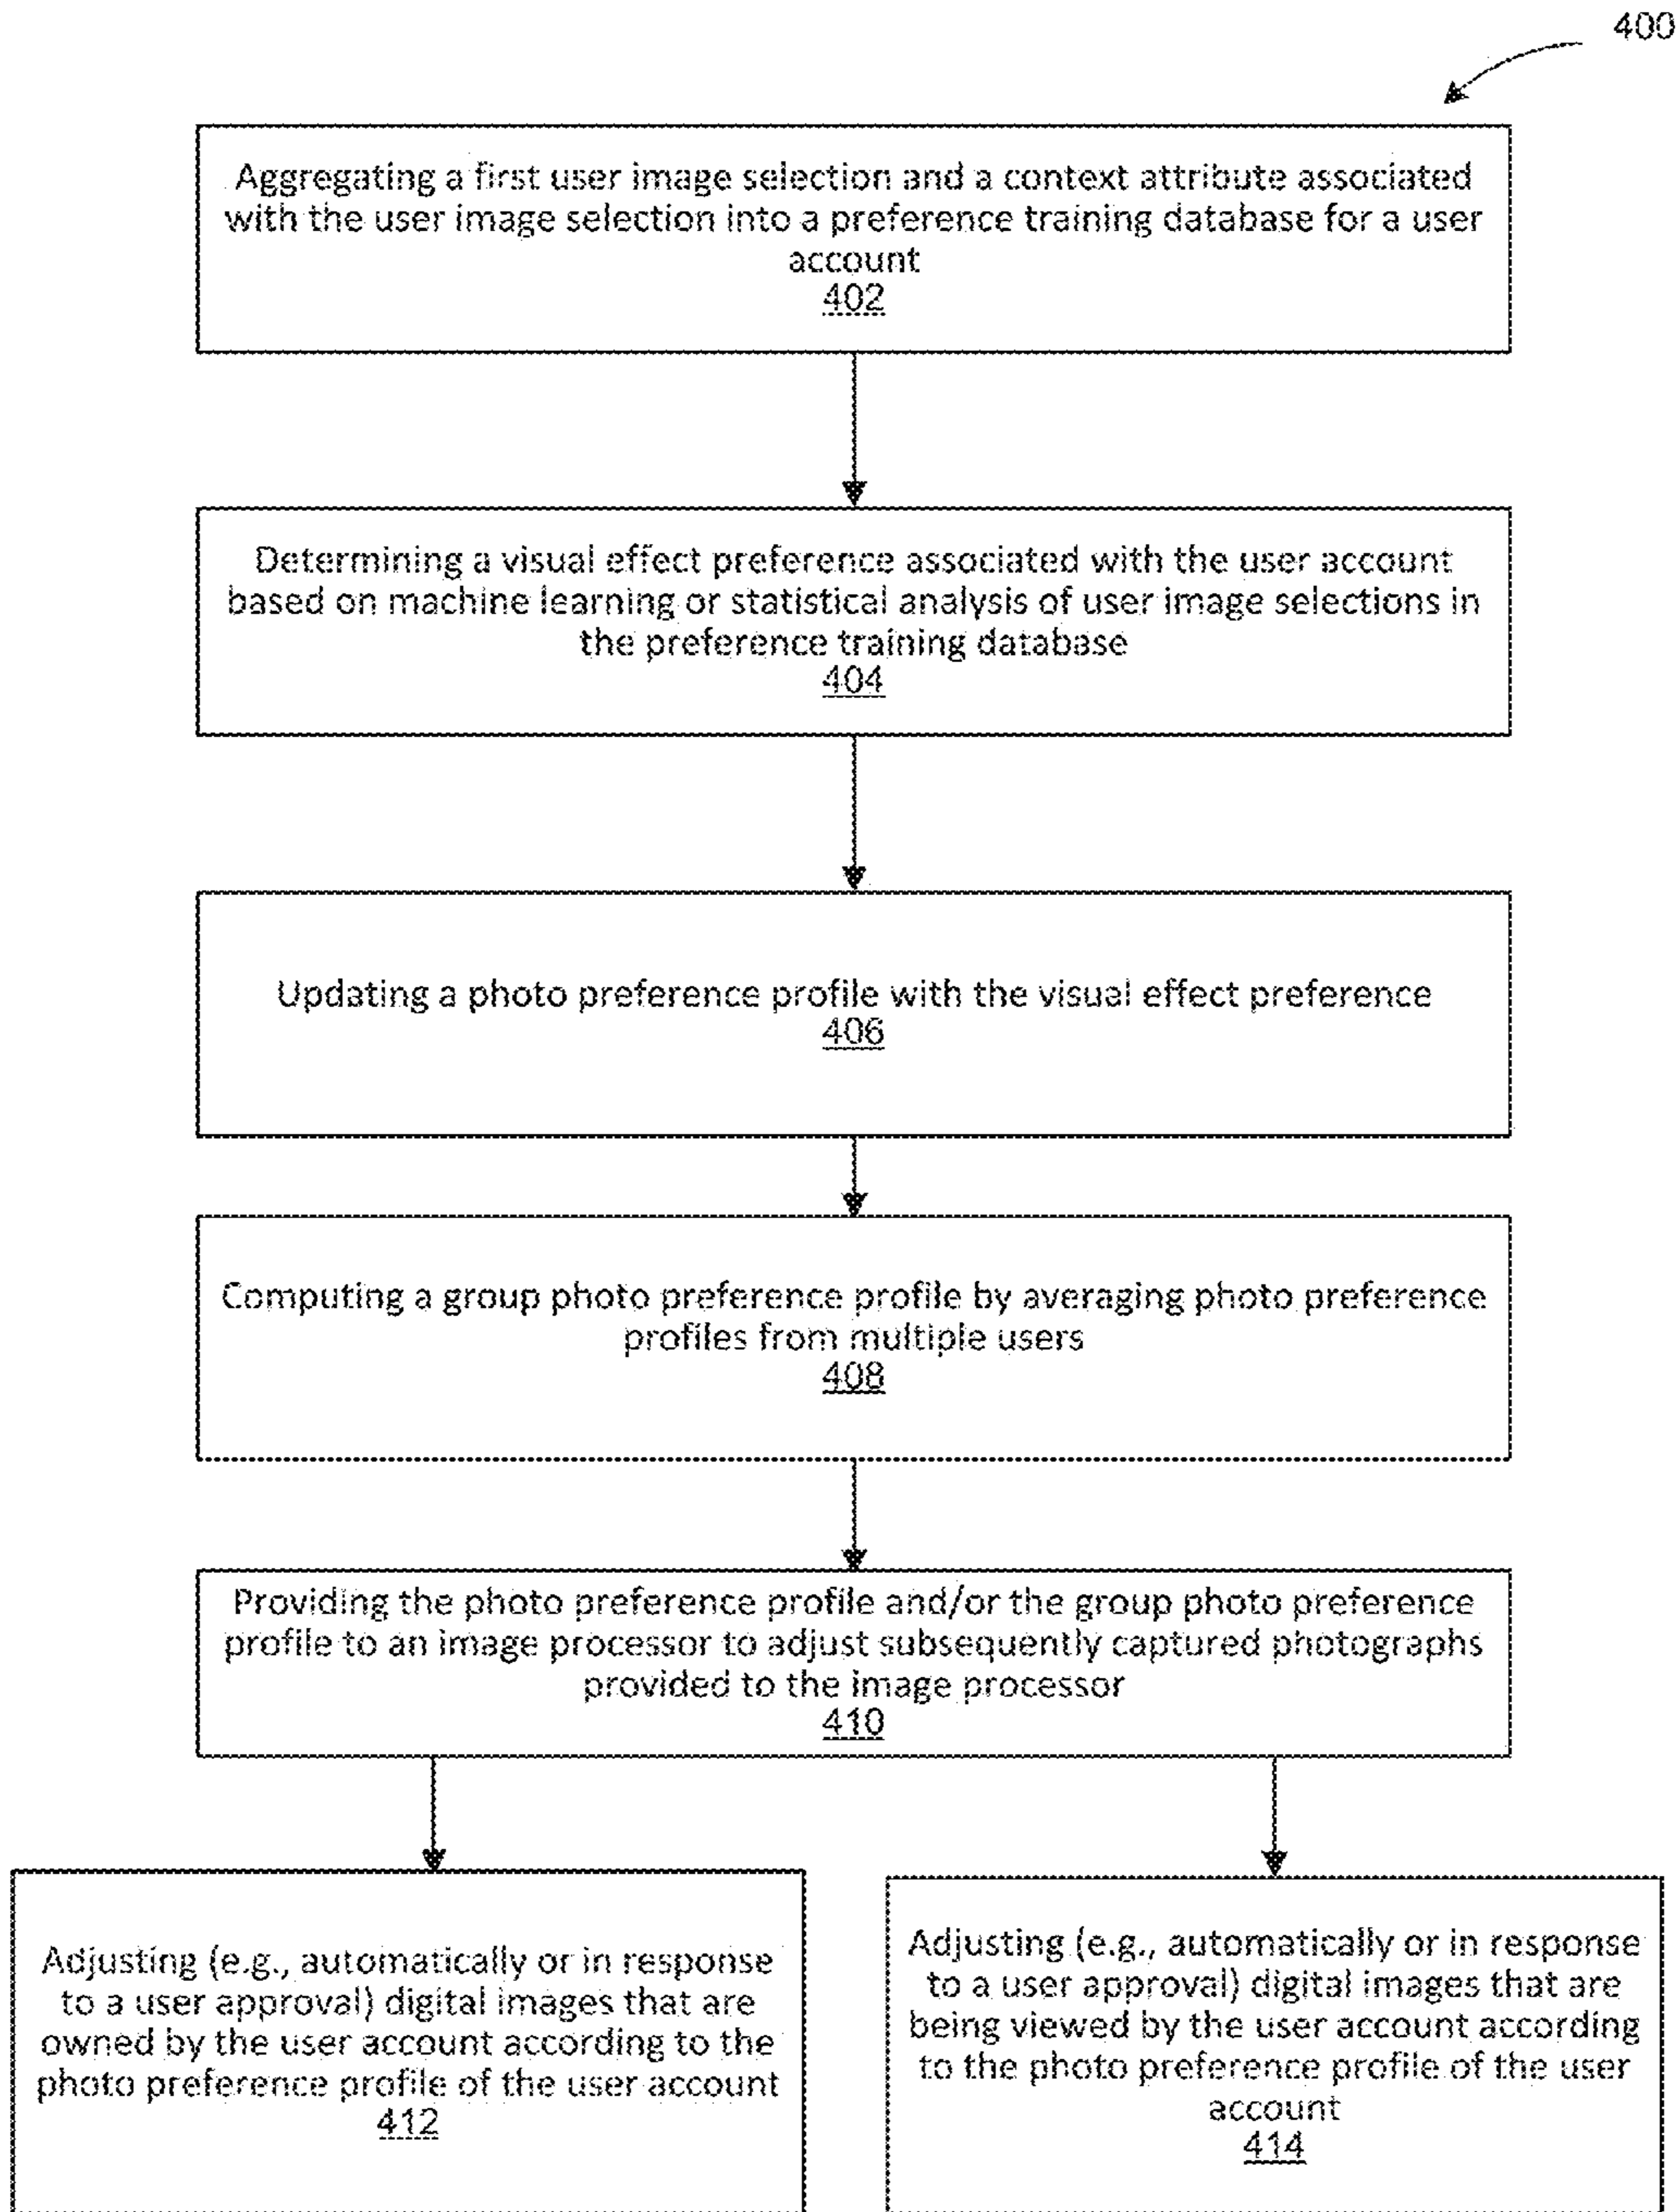 400
Aggregating a first user image selection and a context attribute associated
with the user image selection into a preference training database for a user
account
402
Determining a visual effect preference associated with the user account
based on machine learning or statistical analysis of user image selections in
the preference training database
404
Updating a photo preference profile with the visual effect preference
406
Computing a group photo preference profile by averaging photo preference
profiles from multiple users
408
Providing the photo preference profile and/or the group photo preference
profile to an image processor to adjust subsequently captured photographs
provided to the image processor
410
Adjusting (e.g., automatically or in response
to a user approval) digital images that are
owned by the user account according to the
photo preference profile of the user account
412
Adjusting (e.g., automatically or in response
to a user approval) digital images that are
being viewed by the user account according
to the photo preference profile of the user
account
414